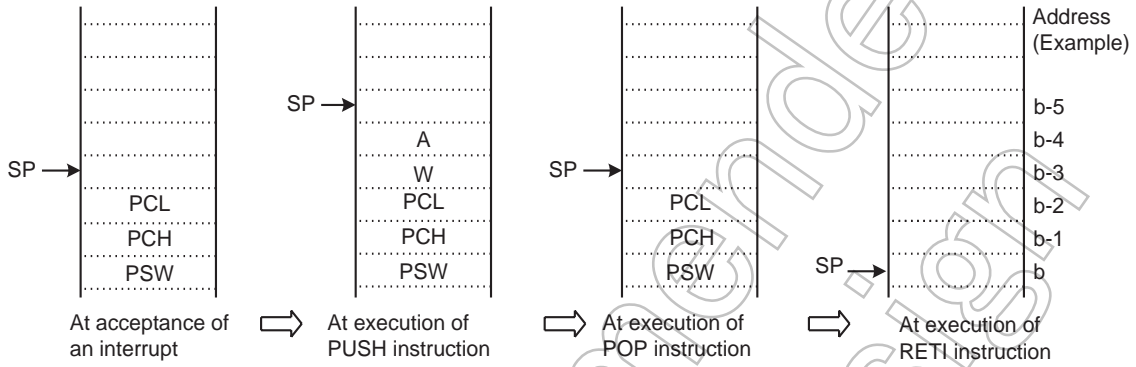 Address
(Example)
SP
b-5
A
b-4
SP
W
SP
b-3
PCL
PCL
PCL
b-2
PCH
PCH
PCH
b-1
PSW
PSW
PSW
SP
b
At acceptance of
an interrupt
At execution of
PUSH instruction
At execution of
POP instruction
At execution of
RETI instruction